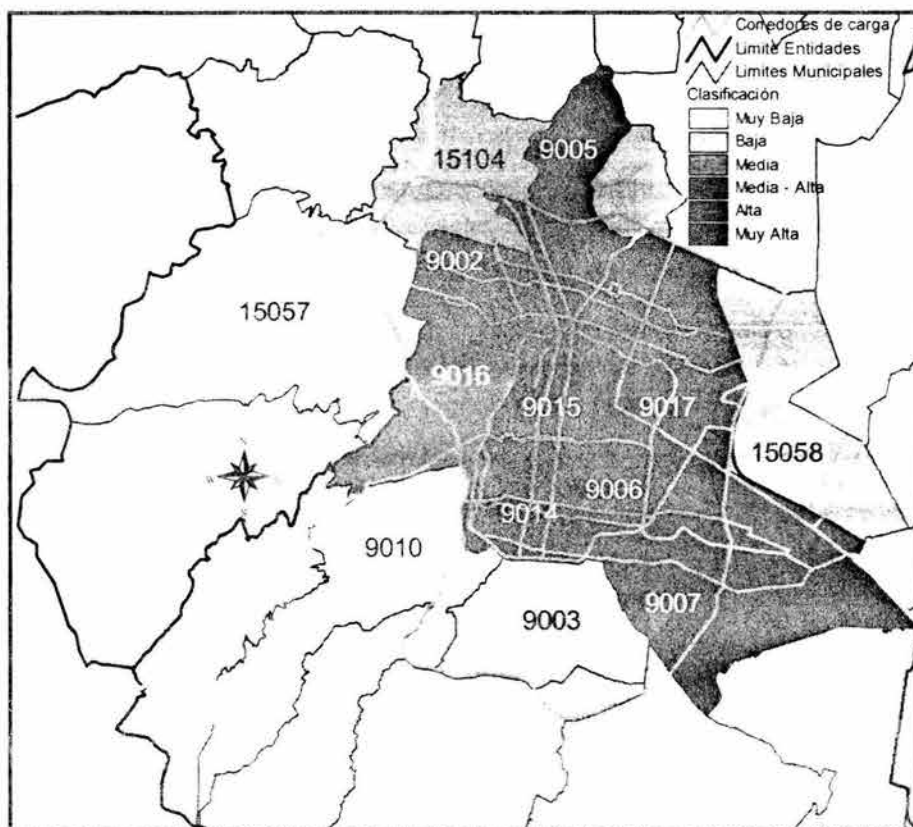 Corredores de carga
Limite Entidades
Limites Municipales
Clasificación
Muy Baja
Baja
Media
Media - Alta
Alta
Muy Alta
15104
9005
9002
15057
9016
9015
9017
15058
9006
9014
9010
9007
9003